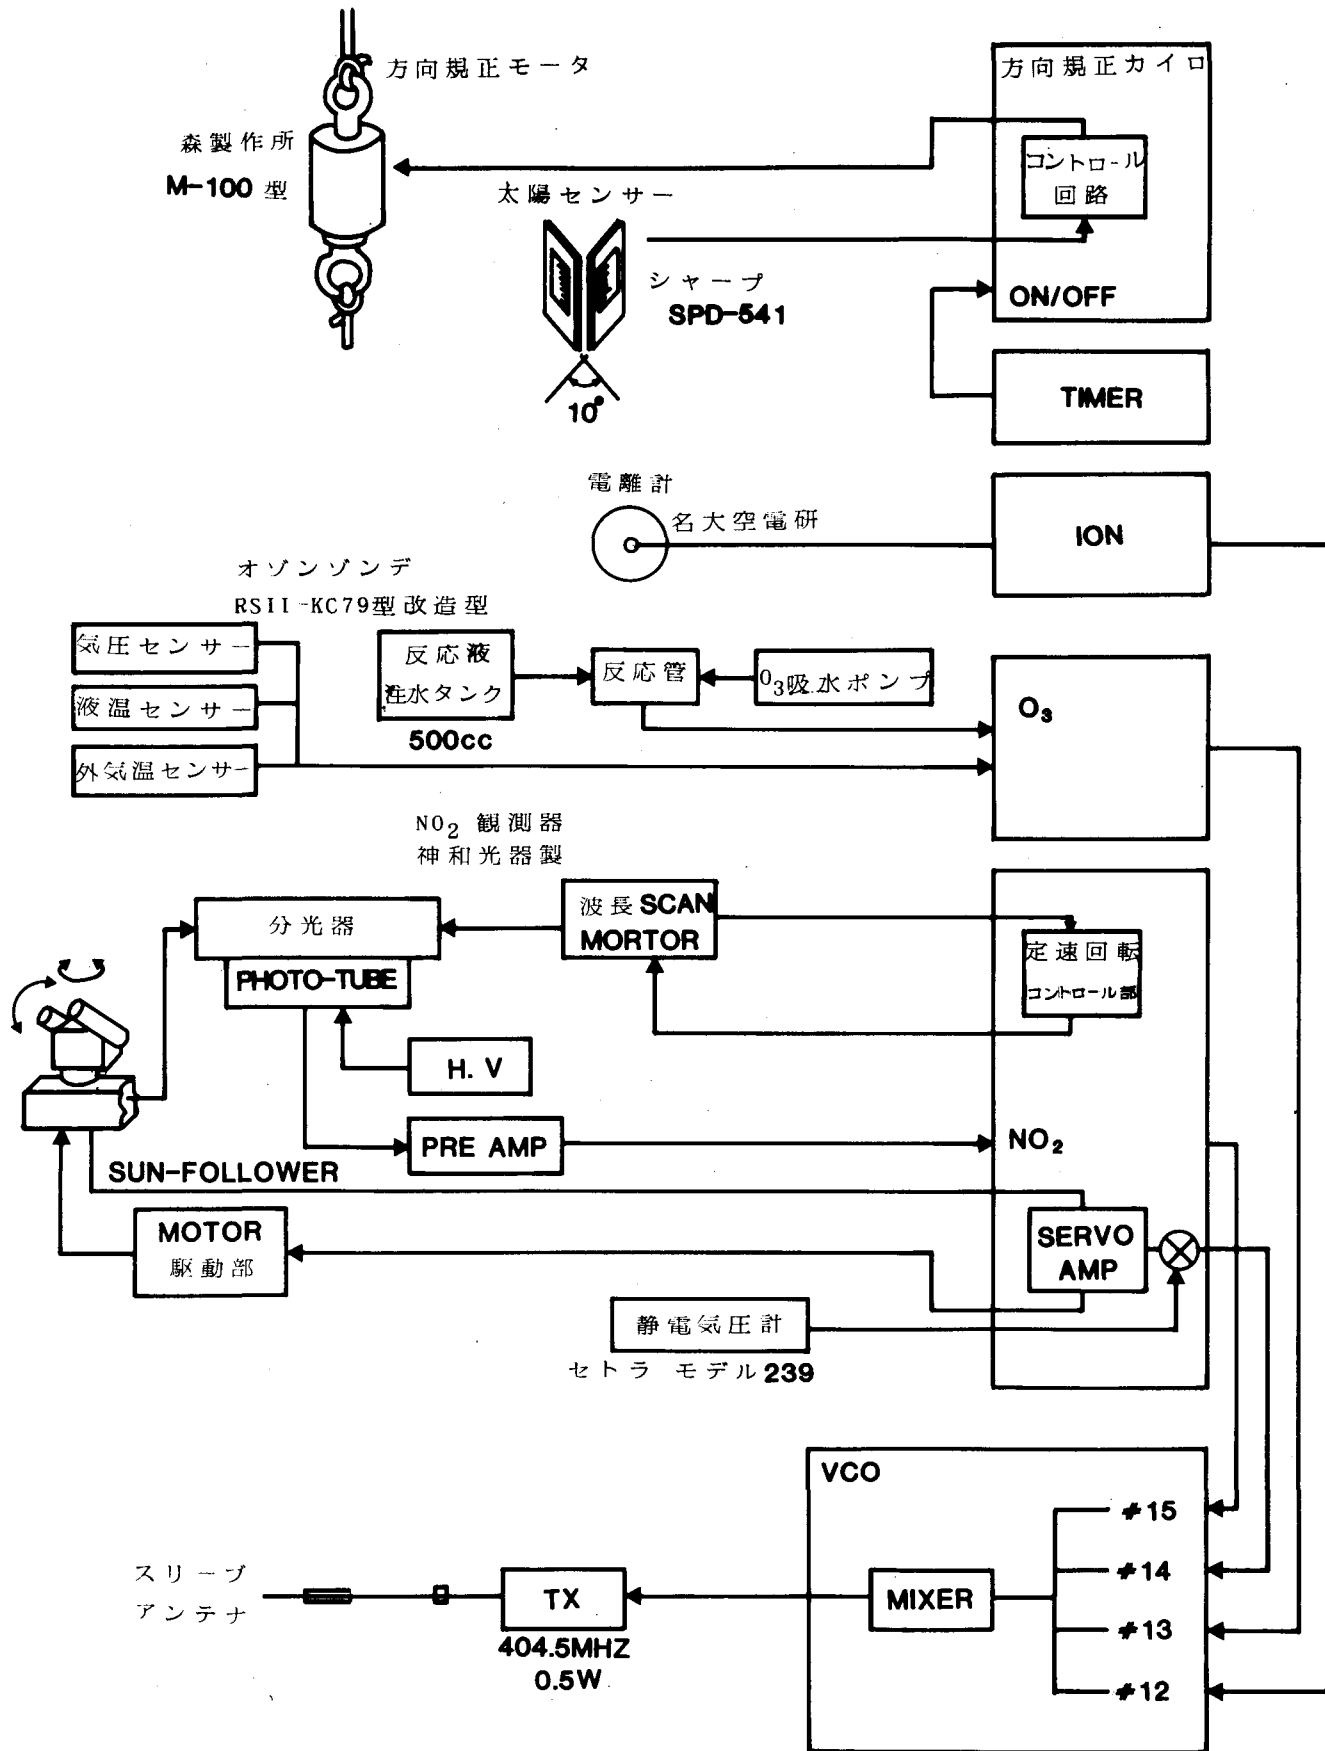 方向規正モータ
森製作所
M-100 型
太陽センサー
シャープ
SPD-541
10°
方向規正カイロ
コントロール
回路
ON/OFF
TIMER
電離計
名大空電研
ION
オゾンゾンデ
RSII-KC79型改造型
気圧センサー
液温センサー
外気温センサー
反応液
注水タンク
500cc
反応管
O₃吸水ポンプ
O₃
NO₂ 観測器
神和光器製
分光器
PHOTO-TUBE
波長 SCAN
MORTOR
定速回転
コントロール部
H. V
PRE AMP
NO₂
SUN-FOLLOWER
MOTOR
駆動部
SERVO
AMP
静電気圧計
セトラ モデル 239
VCO
#15
#14
#13
#12
MIXER
TX
404.5MHZ
0.5W
スリーブ
アンテナ